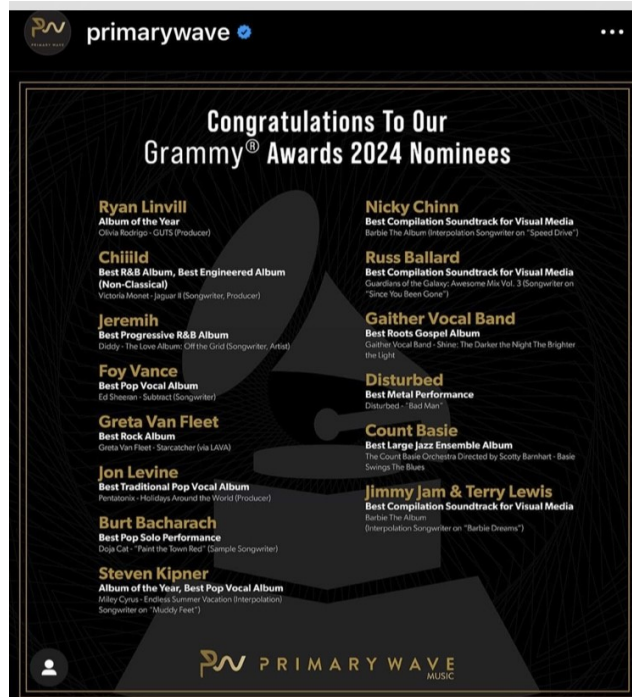 PW
PRIMARY WAVE
primarywave
Congratulations To Our
Grammy® Awards 2024 Nominees
Ryan Linvill
Album of the Year
Olivia Rodrigo - GUTS (Producer)
Chiiild
Best R&B Album, Best Engineered Album
(Non-Classical)
Victoria Monet - Jaguar II (Songwriter, Producer)
Jeremih
Best Progressive R&B Album
Diddy - The Love Album: Off the Grid (Songwriter, Artist)
Foy Vance
Best Pop Vocal Album
Ed Sheeran - Subtract (Songwriter)
Greta Van Fleet
Best Rock Album
Greta Van Fleet - Starcatcher (via LAVA)
Jon Levine
Best Traditional Pop Vocal Album
Pentatonix - Holidays Around the World (Producer)
Burt Bacharach
Best Pop Solo Performance
Doja Cat - "Paint the Town Red" (Sample Songwriter)
Steven Kipner
Album of the Year, Best Pop Vocal Album
Miley Cyrus - Endless Summer Vacation (Interpolation)
Songwriter on "Muddy Feet")
Nicky Chinn
Best Compilation Soundtrack for Visual Media
Barbie The Album (Interpolation Songwriter on "Speed Drive")
Russ Ballard
Best Compilation Soundtrack for Visual Media
Guardians of the Galaxy: Awesome Mix Vol. 3 (Songwriter on
"Since You Been Gone")
Gaither Vocal Band
Best Roots Gospel Album
Gaither Vocal Band - Shine: The Darker the Night The Brighter
the Light
Disturbed
Best Metal Performance
Disturbed - "Bad Man"
Count Basie
Best Large Jazz Ensemble Album
The Count Basie Orchestra Directed by Scotty Barnhart - Basie
Swings The Blues
Jimmy Jam & Terry Lewis
Best Compilation Soundtrack for Visual Media
Barbie The Album
(Interpolation Songwriter on "Barbie Dreams")
PW PRIMARY WAVE
MUSIC